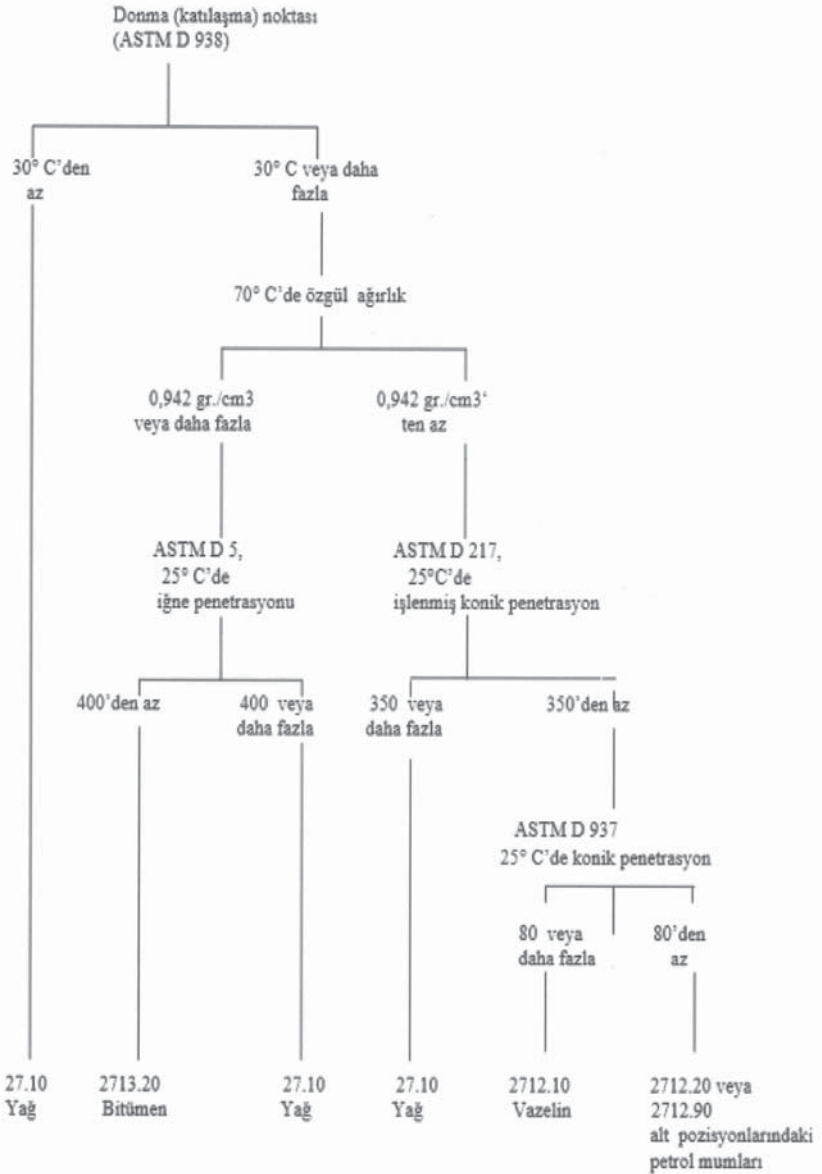 Donma (katılaşma) noktası
(ASTM D 938)
30° C'den
az
30° C veya daha
fazla
70° C'de özgül ağırlık
0,942 gr./cm3
veya daha fazla
0,942 gr./cm3‘
ten az
ASTM D 5,
25° C'de
iğne penetrasyonu
ASTM D 217,
25°C'de
işlenmiş konik penetrasyon
400'den az
400 veya
daha fazla
350 veya
daha fazla
350'den az
ASTM D 937
25° C'de konik penetrasyon
80 veya
daha fazla
80'den
az
27.10
Yağ
2713.20
Bitümen
27.10
Yağ
27.10
Yağ
2712.10
Vazelin
2712.20 veya
2712.90
alt pozisyonlarındaki
petrol mumları